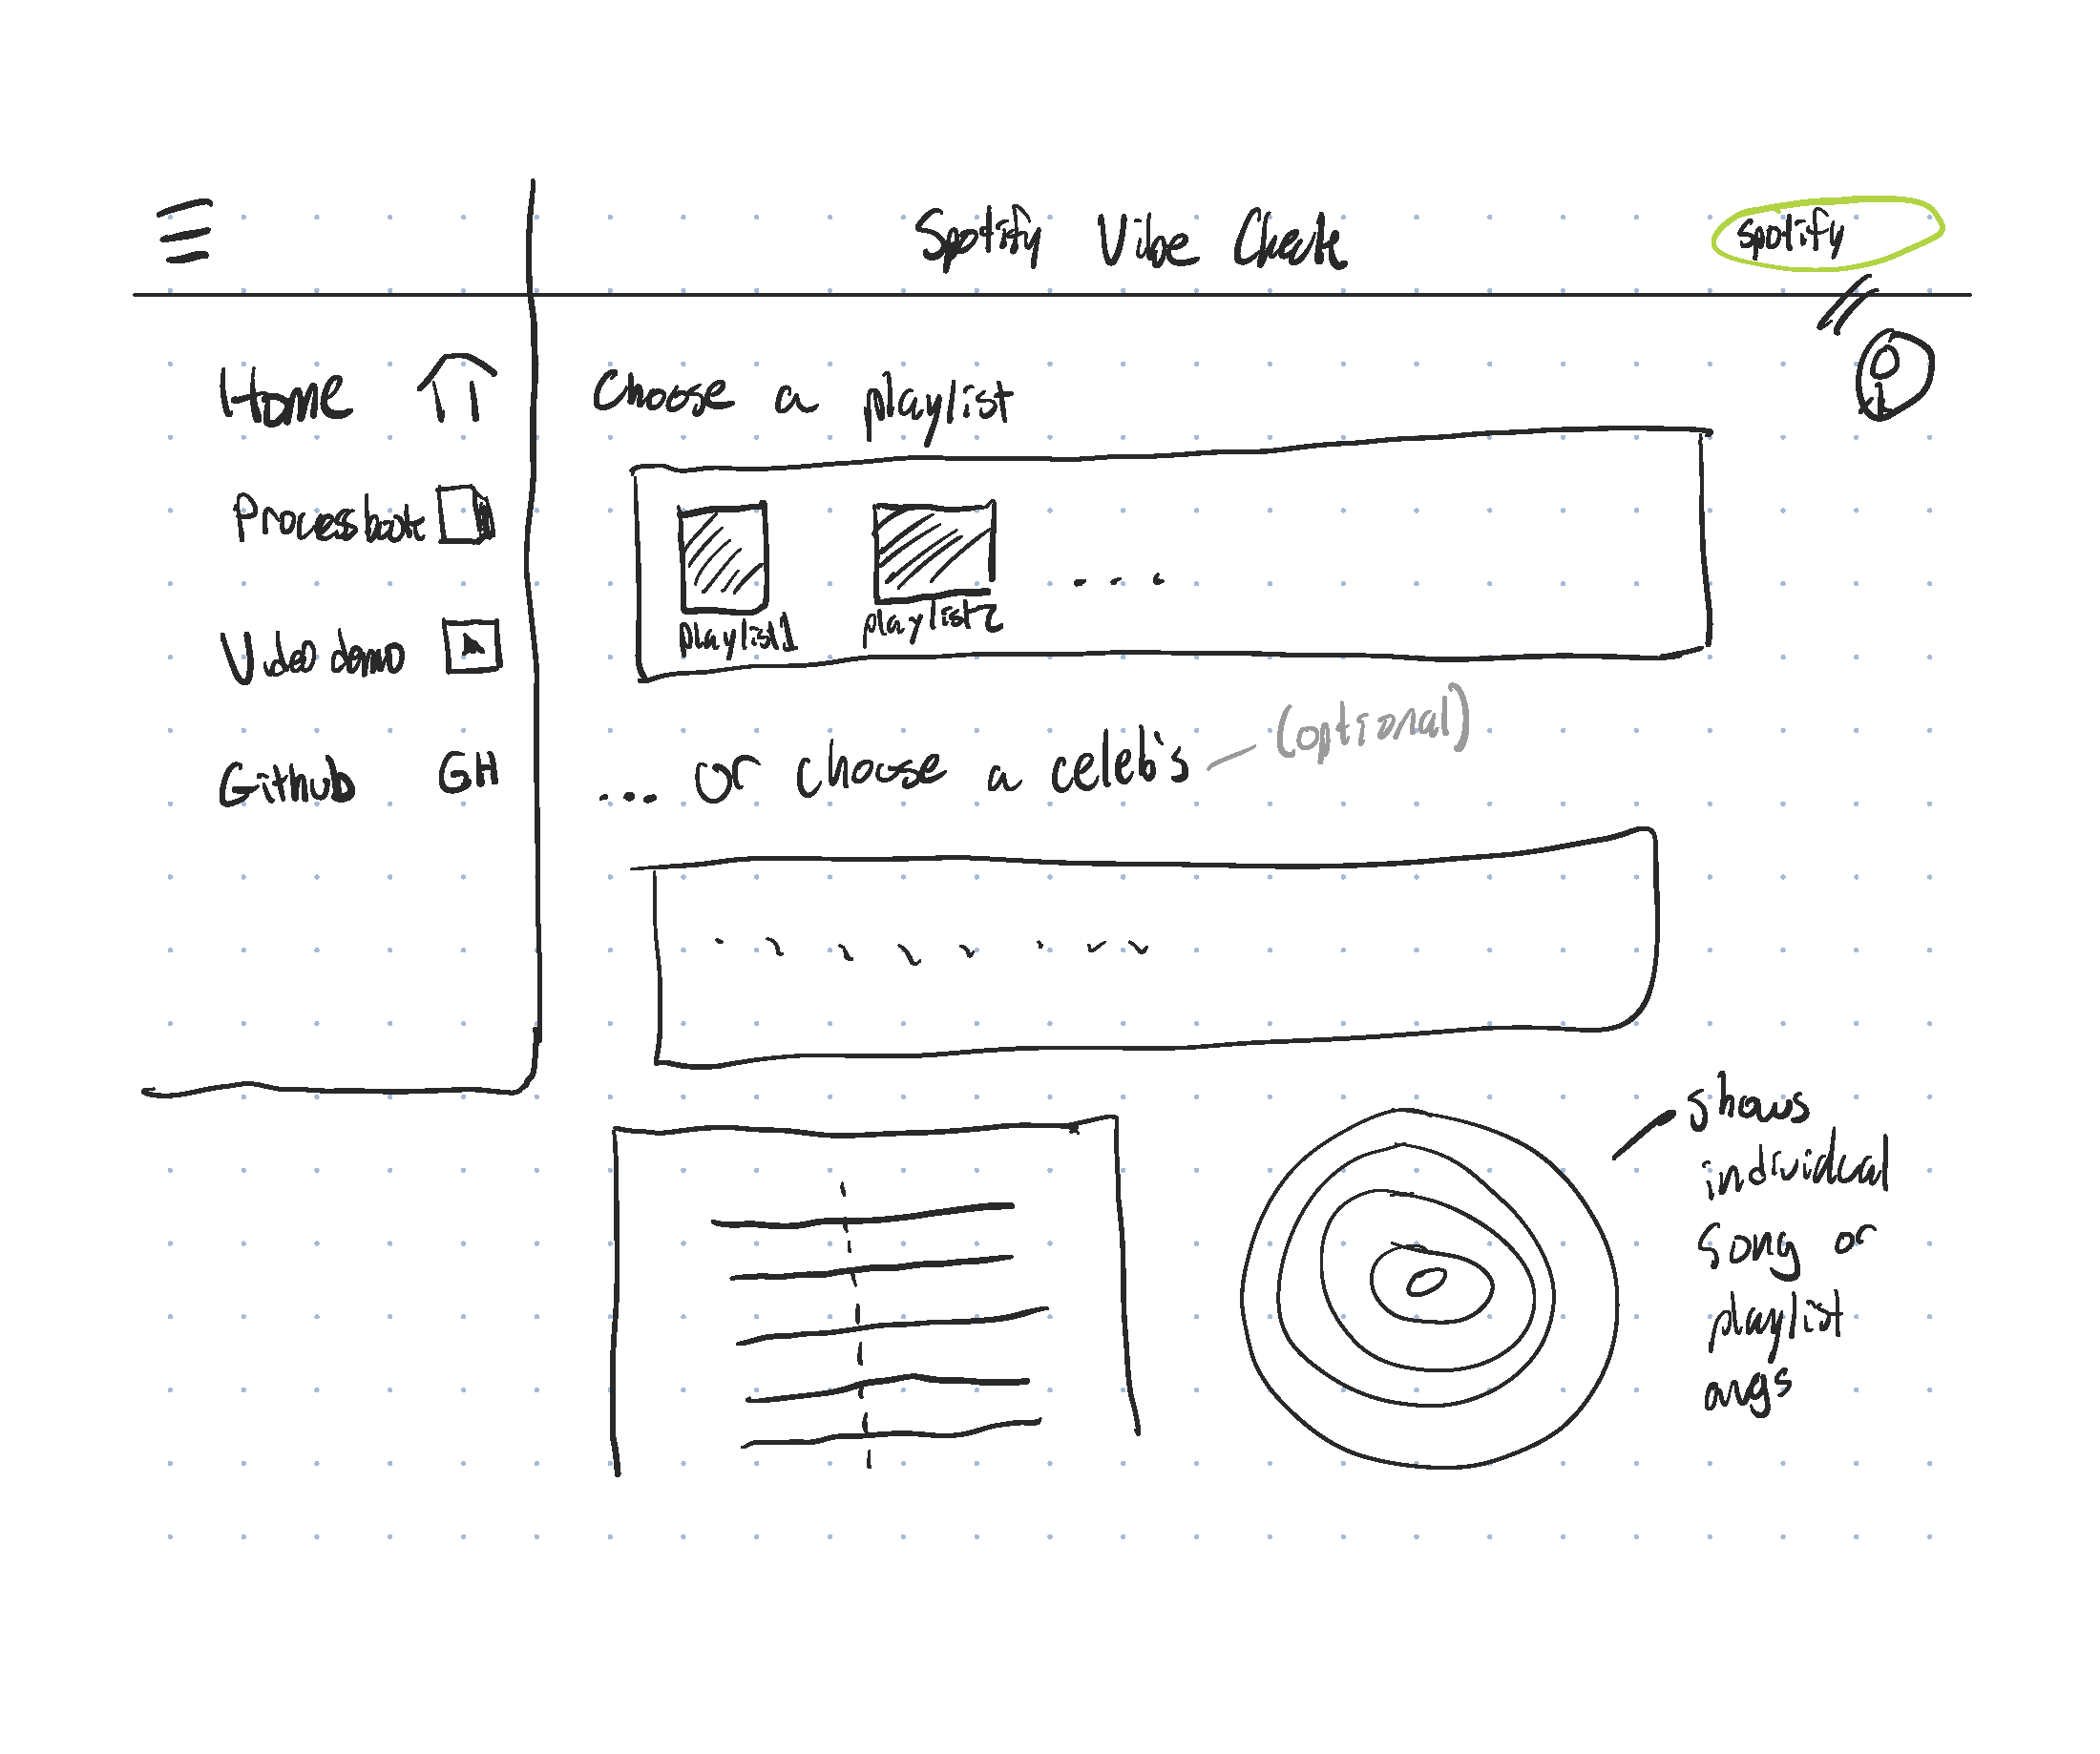 Spotify Vibe Check
spotify
Home
Choose a playlist
Processbook
playlist1
playlist2
...
Video demo
(optional)
... or choose a celeb's
Github GH
shows
individual
song or
playlist
avgs